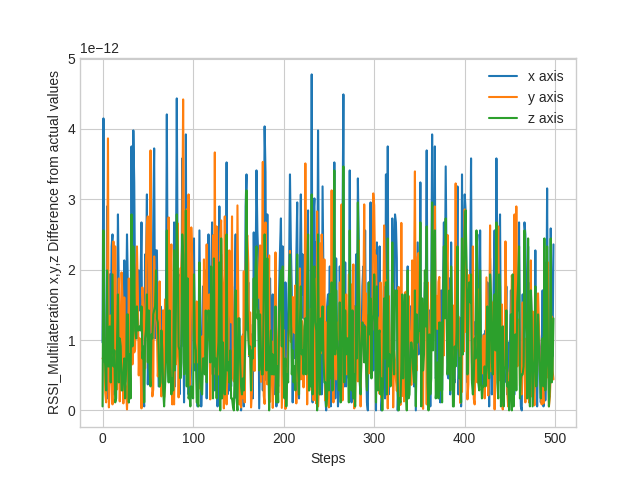 1e−12
5
4
3
2
1
0
RSSI_Multilateration x,y,z Difference from actual values
x axis
y axis
z axis
0 100 200 300 400 500
Steps